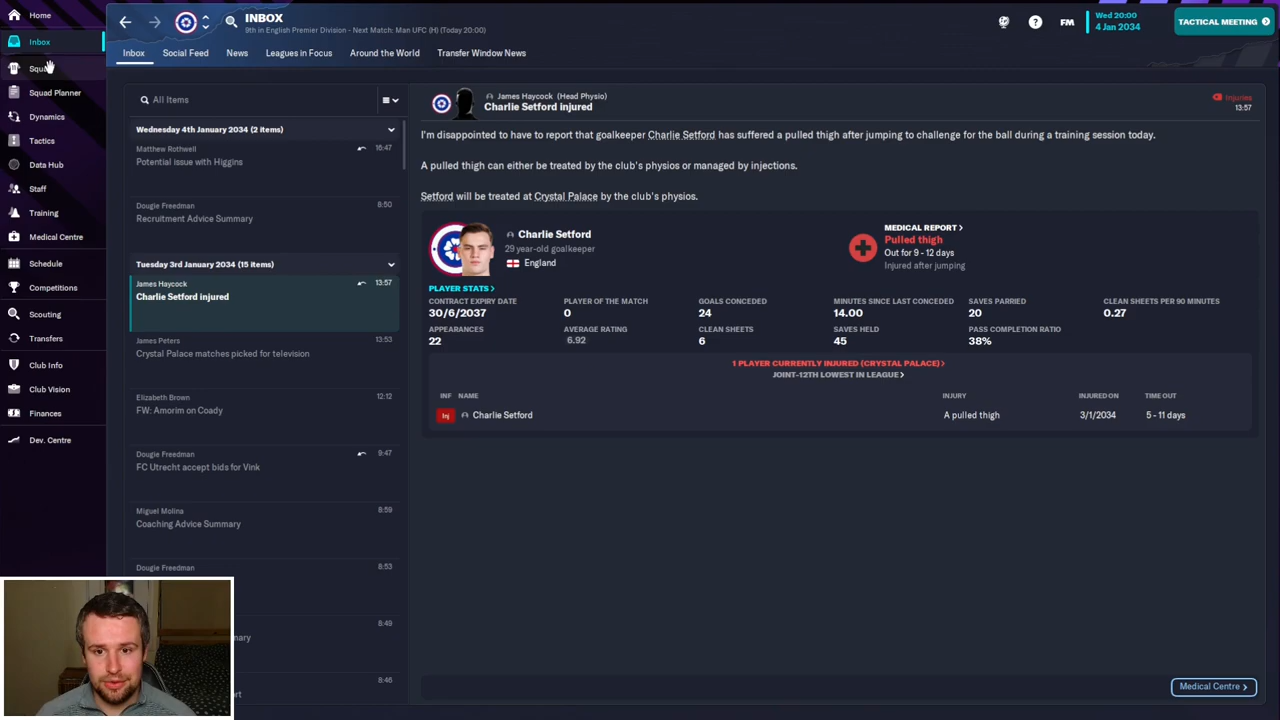 Home
Inbox
Squad Planner
Dynamics
Tactics
Data Hub
Staff
Training
Medical Centre
Schedule
Competitions
Scouting
Transfers
Club Info
Club Vision
Finances
Dev. Centre
INBOX
9th in English Premier Division - Next Match: Man UFC (H) (Today 20:00)
FM
Wed 20:00
4 Jan 2034
TACTICAL MEETING
Inbox Social Feed News Leagues in Focus Around the World Transfer Window News
All Items
Wednesday 4th January 2034 (2 items)
Matthew Rothwell 16:47
Potential issue with Higgins
Dougie Freedman 8:50
Recruitment Advice Summary
Tuesday 3rd January 2034 (15 items)
James Haycock 13:57
Charlie Setford injured
James Peters 13:53
Crystal Palace matches picked for television
Elizabeth Brown 12:12
FW: Amorim on Coady
Dougie Freedman 9:47
FC Utrecht accept bids for Vink
Miguel Molina 8:59
Coaching Advice Summary
Dougie Freedman 8:53
8:49
8:46
James Haycock (Head Physio)
Charlie Setford injured
Injuries
13:57
I'm disappointed to have to report that goalkeeper Charlie Setford has suffered a pulled thigh after jumping to challenge for the ball during a training session today.
A pulled thigh can either be treated by the club's physios or managed by injections.
Setford will be treated at Crystal Palace by the club's physios.
Charlie Setford
29 year-old goalkeeper
England
MEDICAL REPORT
Pulled thigh
Out for 9 - 12 days
Injured after jumping
PLAYER STATS
CONTRACT EXPIRY DATE PLAYER OF THE MATCH GOALS CONCEDED MINUTES SINCE LAST CONCEDED SAVES PARRIED CLEAN SHEETS PER 90 MINUTES
30/6/2037 0 24 14.00 20 0.27
APPEARANCES AVERAGE RATING CLEAN SHEETS SAVES HELD PASS COMPLETION RATIO
22 6.92 6 45 38%
1 PLAYER CURRENTLY INJURED (CRYSTAL PALACE)
JOINT-12TH LOWEST IN LEAGUE
INF NAME INJURY INJURED ON TIME OUT
Inj Charlie Setford A pulled thigh 3/1/2034 5 - 11 days
Medical Centre